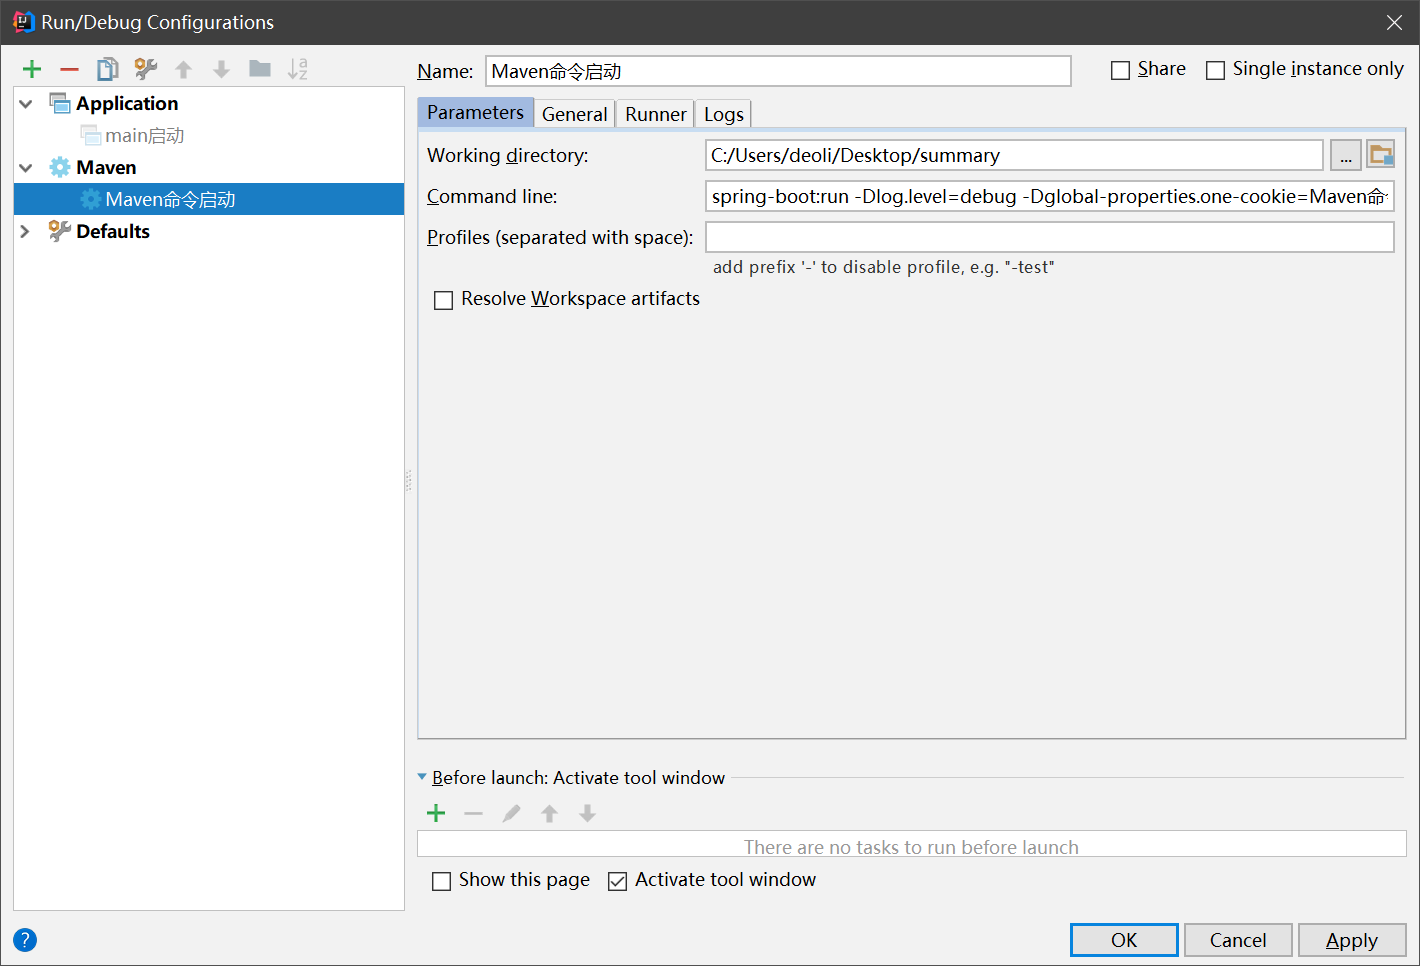 Run/Debug Configurations
Name: Maven命令启动
Share
Single instance only
Application
main启动
Maven
Maven命令启动
Defaults
Parameters General Runner Logs
Working directory: C:/Users/deoli/Desktop/summary ...
Command line: spring-boot:run -Dlog.level=debug -Dglobal-properties.one-cookie=Maven命
Profiles (separated with space):
add prefix '-' to disable profile, e.g. "-test"
Resolve Workspace artifacts
Before launch: Activate tool window
There are no tasks to run before launch
Show this page
Activate tool window
?
OK Cancel Apply